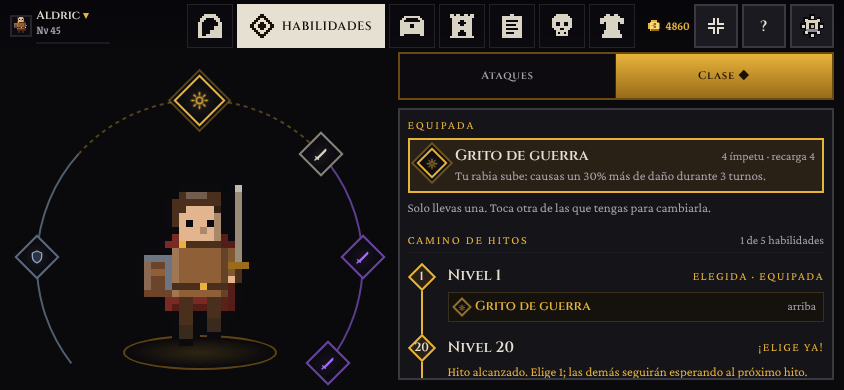 Aldric ▾
Nv 45
Habilidades
4860
?
Ataques
Clase ◆
EQUIPADA
Grito de guerra
4 ímpetu · recarga 4
Tu rabia sube: causas un 30% más de daño durante 3 turnos.
Solo llevas una. Toca otra de las que tengas para cambiarla.
CAMINO DE HITOS
1 de 5 habilidades
1
Nivel 1
ELEGIDA · EQUIPADA
Grito de guerra
arriba
20
Nivel 20
¡ELIGE YA!
Hito alcanzado. Elige 1; las demás seguirán esperando al próximo hito.